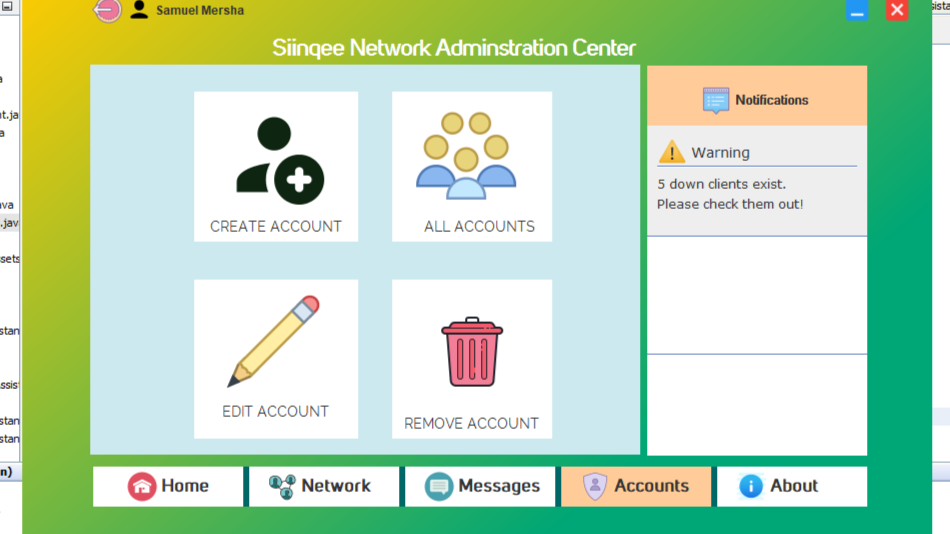 Samuel Mersha
Siinqee Network Adminstration Center
CREATE ACCOUNT
ALL ACCOUNTS
EDIT ACCOUNT
REMOVE ACCOUNT
Notifications
Warning
5 down clients exist.
Please check them out!
Home
Network
Messages
Accounts
About